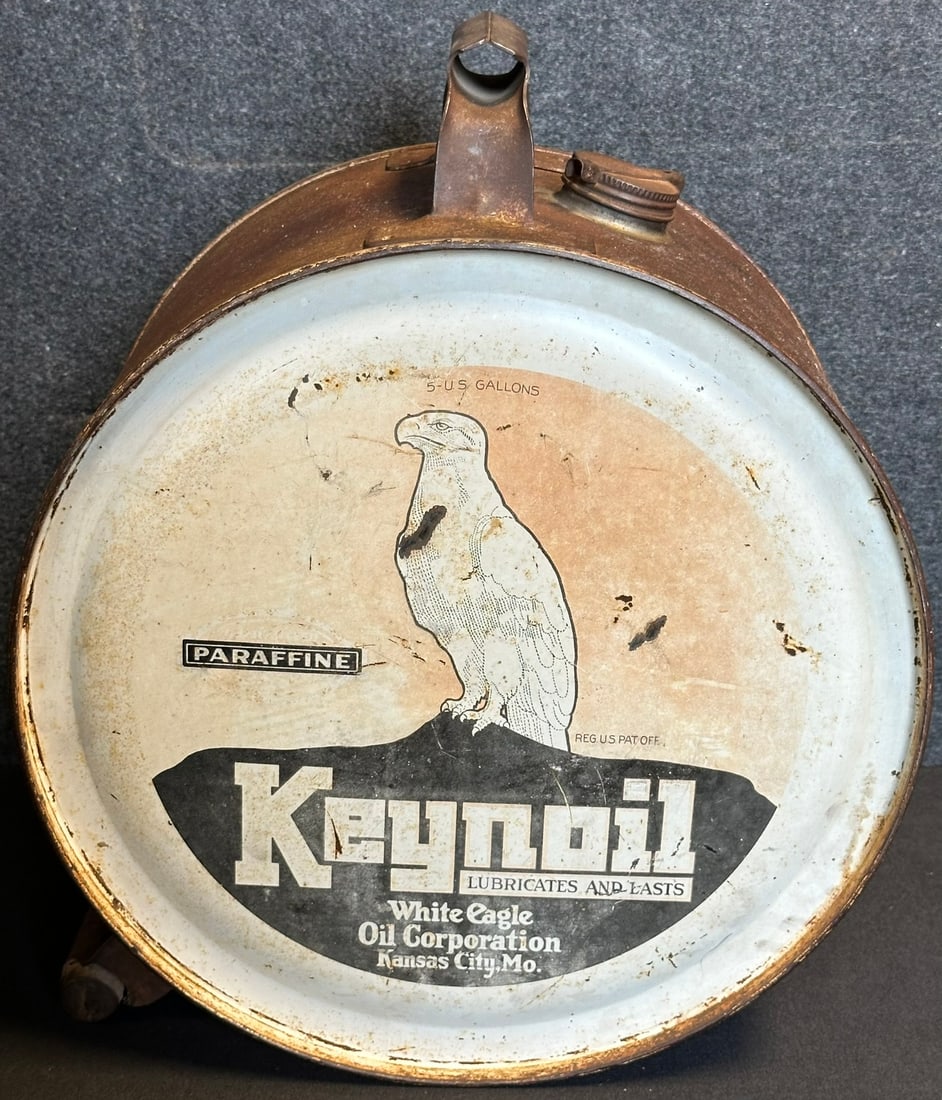 5-U.S. GALLONS
PARAFFINE
REG.U.S.PAT.OFF.
Keynoil
LUBRICATES AND LASTS
White Eagle
Oil Corporation
Kansas City, Mo.